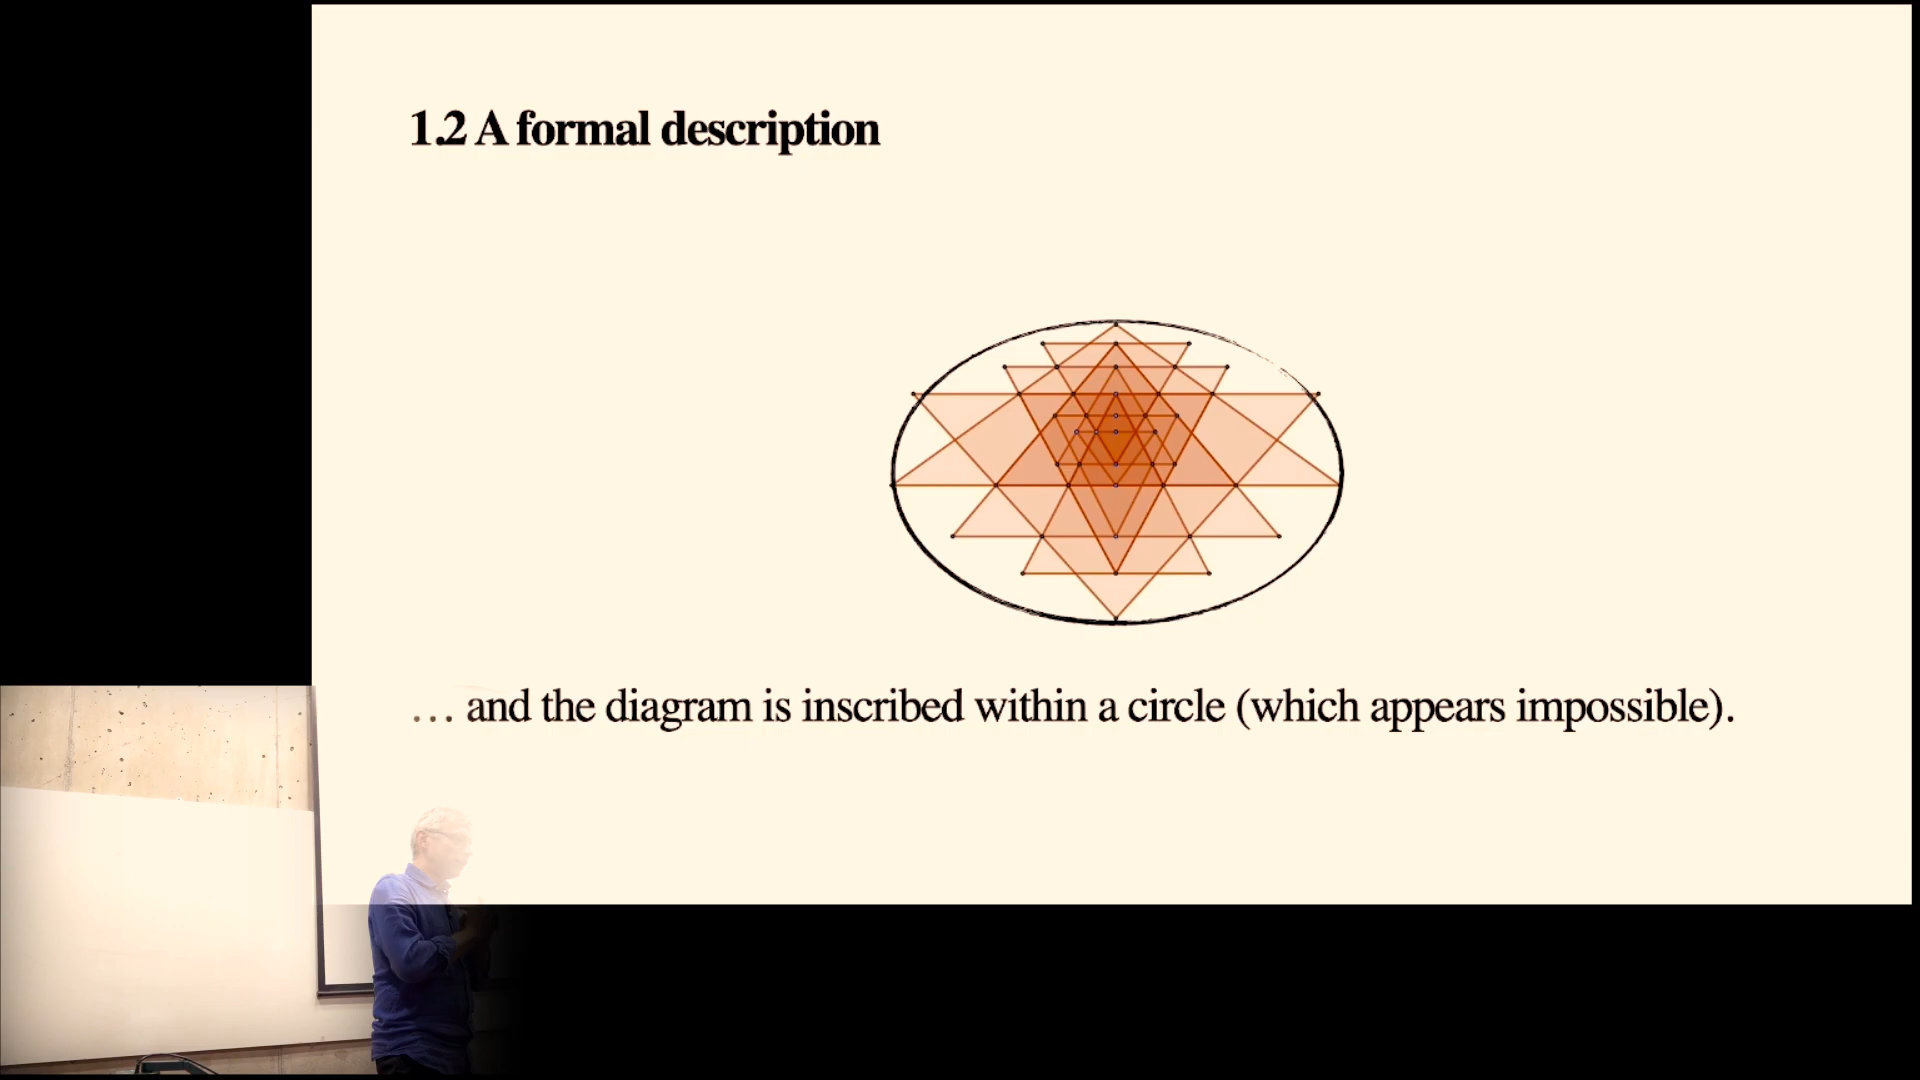 1.2 A formal description
… and the diagram is inscribed within a circle (which appears impossible).